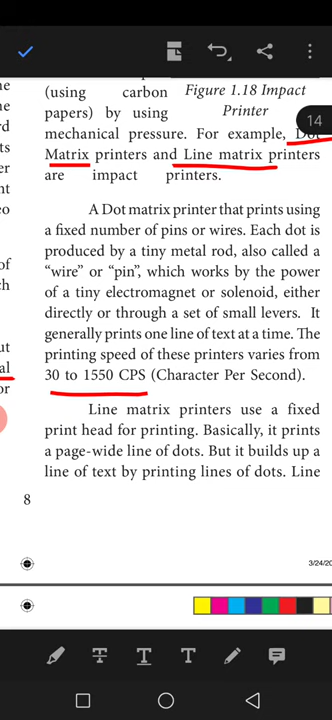 (using carbon
papers) by using
mechanical pressure. For example, Dot
Matrix printers and Line matrix printers
are impact printers.
Figure 1.18 Impact
Printer
14
A Dot matrix printer that prints using
a fixed number of pins or wires. Each dot is
produced by a tiny metal rod, also called a
“wire” or “pin”, which works by the power
of a tiny electromagnet or solenoid, either
directly or through a set of small levers. It
generally prints one line of text at a time. The
printing speed of these printers varies from
30 to 1550 CPS (Character Per Second).
Line matrix printers use a fixed
print head for printing. Basically, it prints
a page-wide line of dots. But it builds up a
line of text by printing lines of dots. Line
8
3/24/20
T
T
T